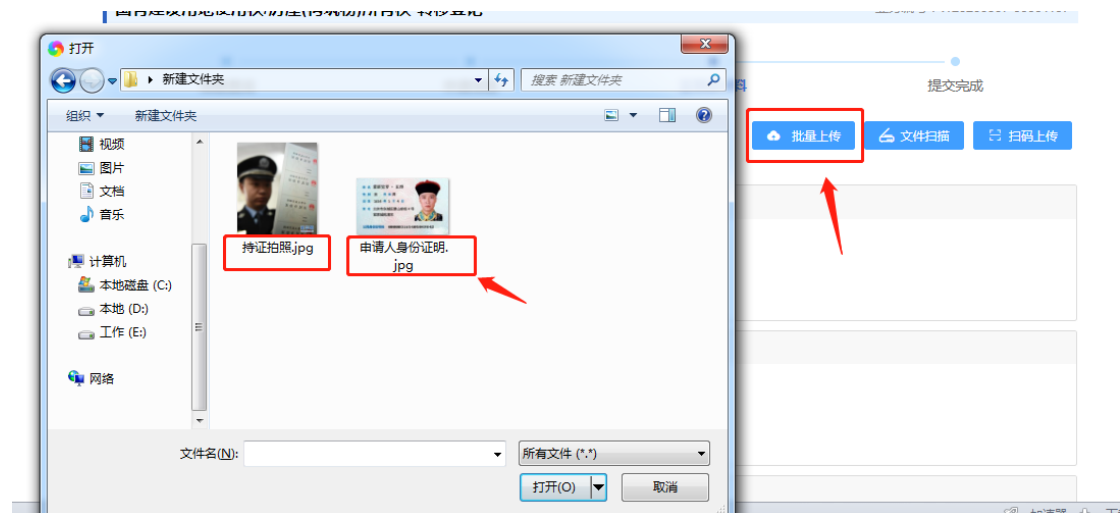 打开
新建文件夹
搜索 新建文件夹
提交完成
组织
新建文件夹
批量上传
文件扫描
扫码上传
视频
图片
文档
音乐
持证拍照.jpg
申请人身份证明.
jpg
计算机
本地磁盘 (C:)
本地 (D:)
工作 (E:)
网络
文件名(N):
所有文件 (*.*)
打开(O)
取消